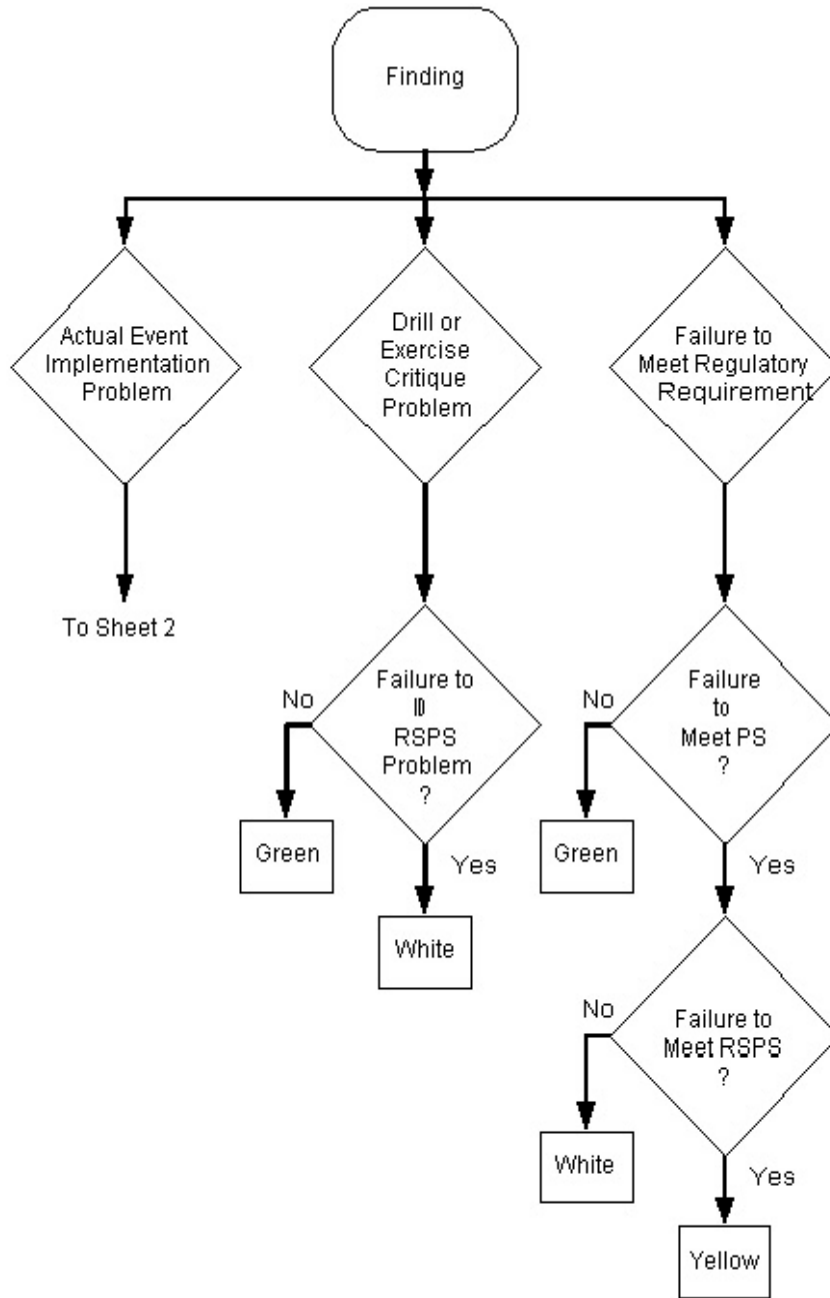 Finding
Actual Event
Implementation
Problem
Drill or
Exercise
Critique
Problem
Failure to
Meet Regulatory
Requirement
To Sheet 2
No
Failure to
ID
RSPS
Problem
?
Green
Yes
White
No
Failure
to
Meet PS
?
Green
Yes
No
Failure to
Meet RSPS
?
White
Yes
Yellow